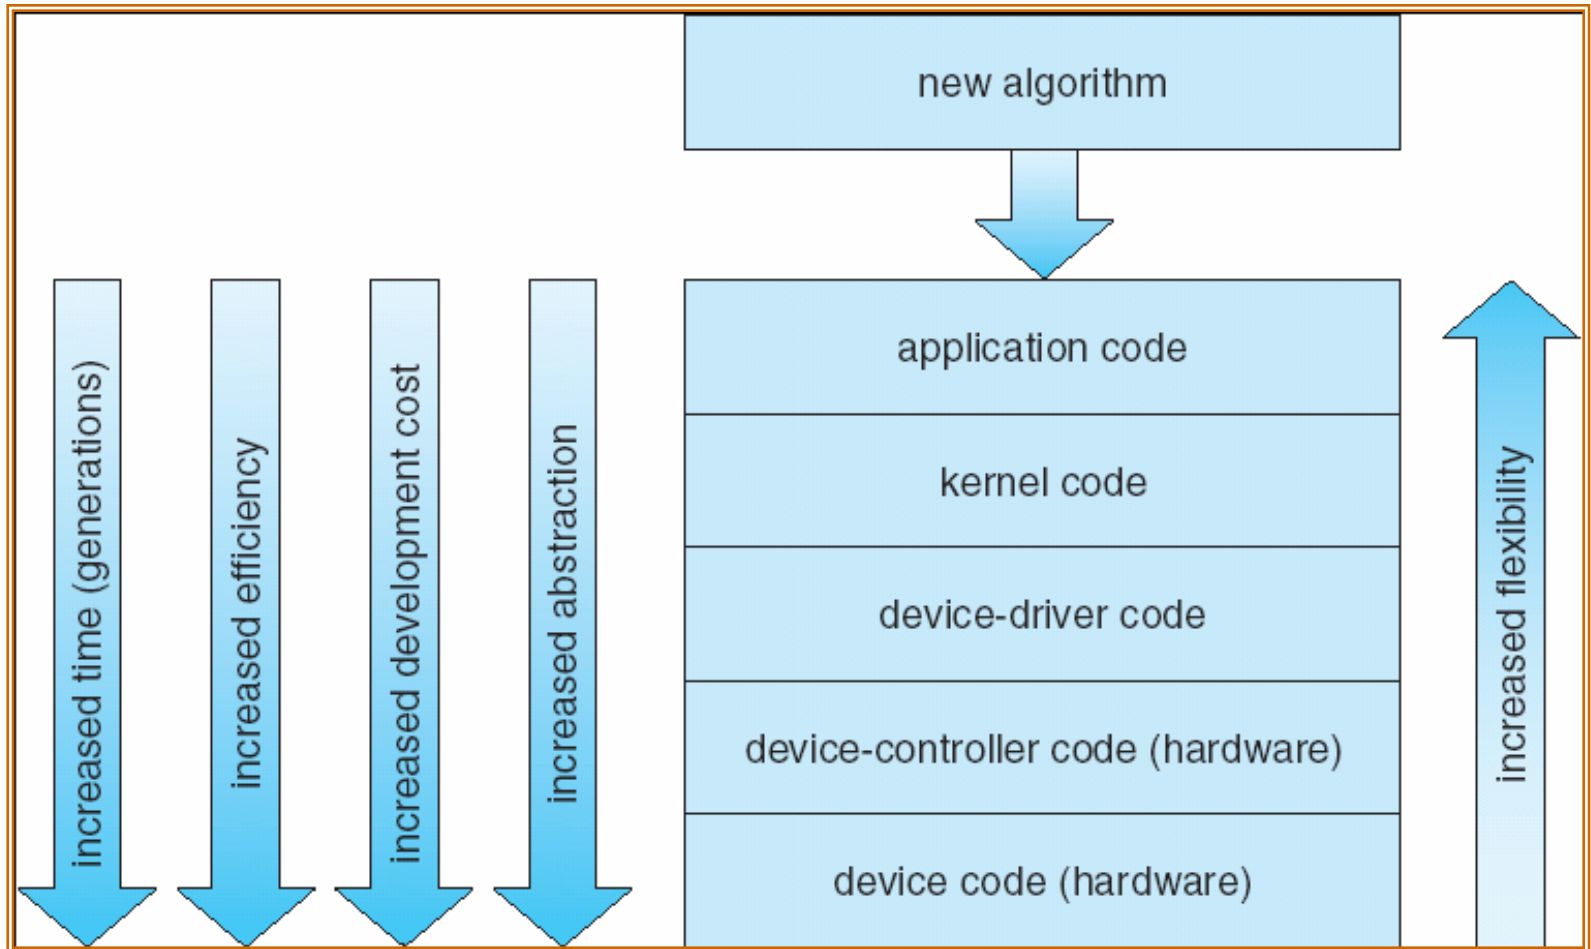 new algorithm
increased time (generations)
increased efficiency
increased development cost
increased abstraction
application code
kernel code
device-driver code
device-controller code (hardware)
device code (hardware)
increased flexibility